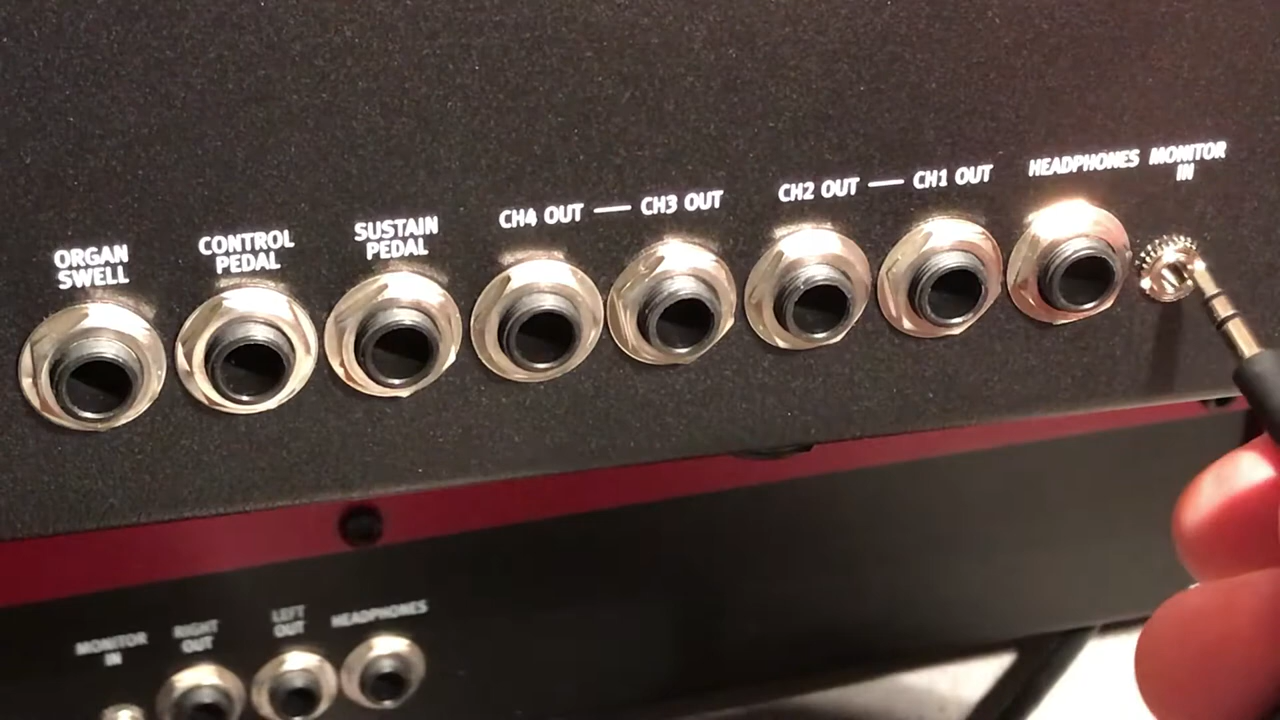 ORGAN
SWELL
CONTROL
PEDAL
SUSTAIN
PEDAL
CH4 OUT — CH3 OUT
CH2 OUT — CH1 OUT
HEADPHONES
MONITOR
IN
MONITOR
IN
RIGHT
OUT
LEFT
OUT
HEADPHONES